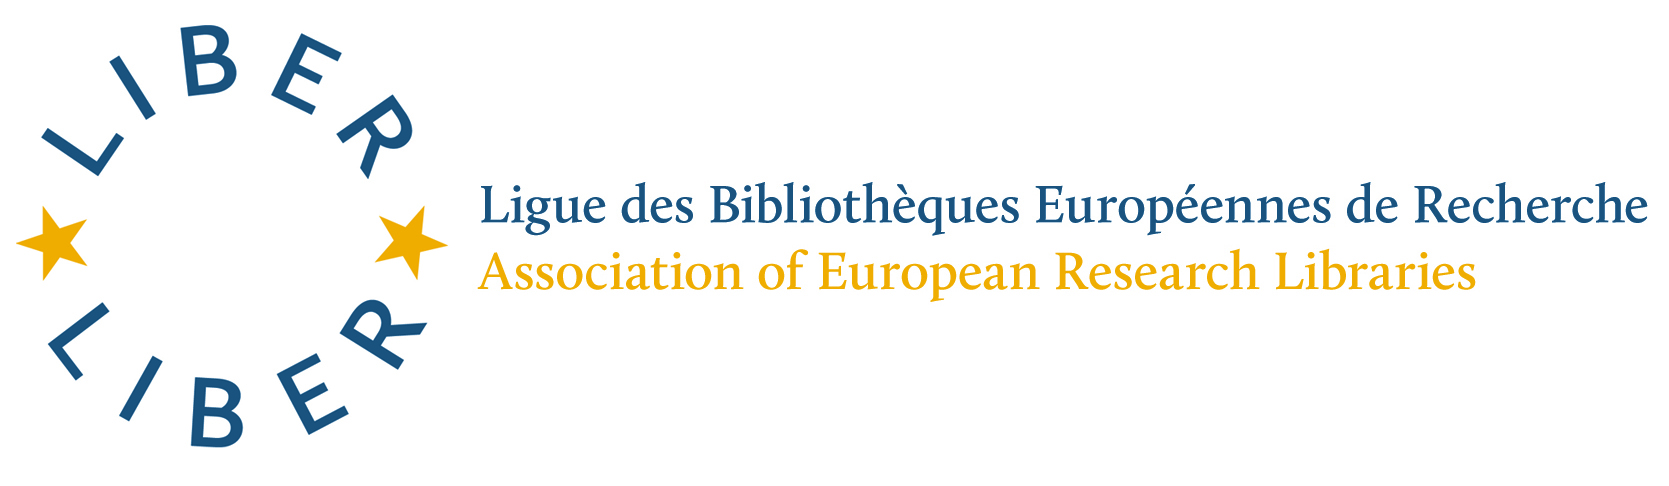 LIBER
LIBER
Ligue des Bibliothèques Européennes de Recherche
Association of European Research Libraries